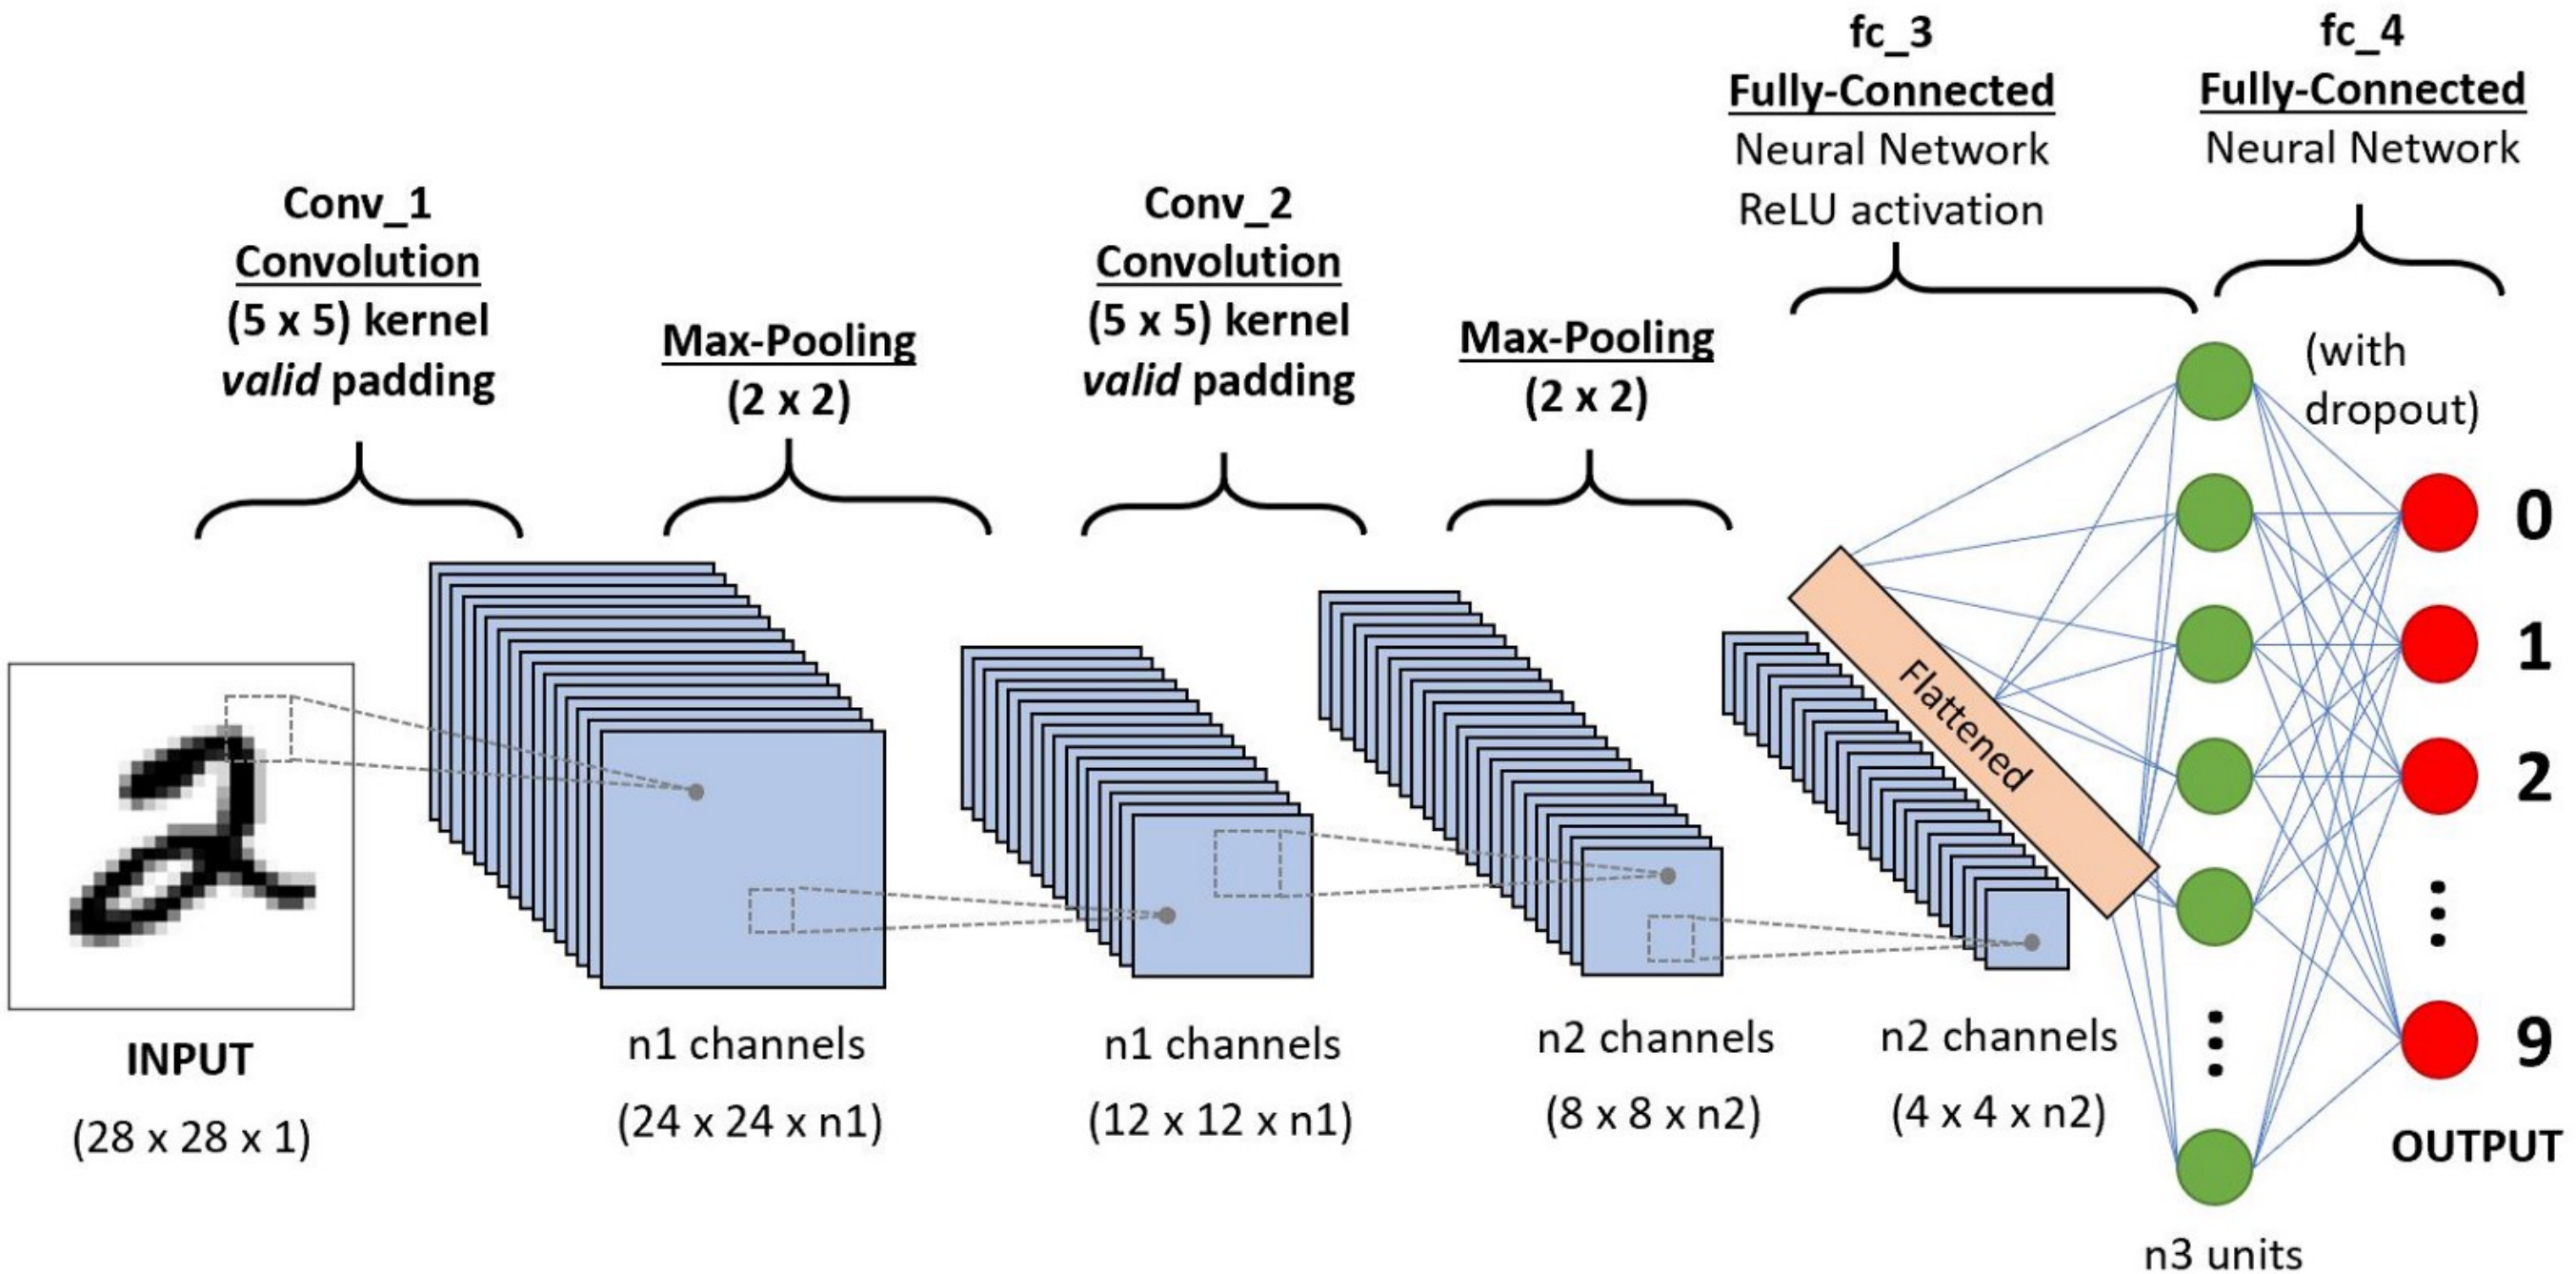 Conv_1
Convolution
(5 x 5) kernel
valid padding
Max-Pooling
(2 x 2)
Conv_2
Convolution
(5 x 5) kernel
valid padding
Max-Pooling
(2 x 2)
fc_3
Fully-Connected
Neural Network
ReLU activation
fc_4
Fully-Connected
Neural Network
(with
dropout)
Flattened
0
1
2
9
INPUT
(28 x 28 x 1)
n1 channels
(24 x 24 x n1)
n1 channels
(12 x 12 x n1)
n2 channels
(8 x 8 x n2)
n2 channels
(4 x 4 x n2)
OUTPUT
n3 units